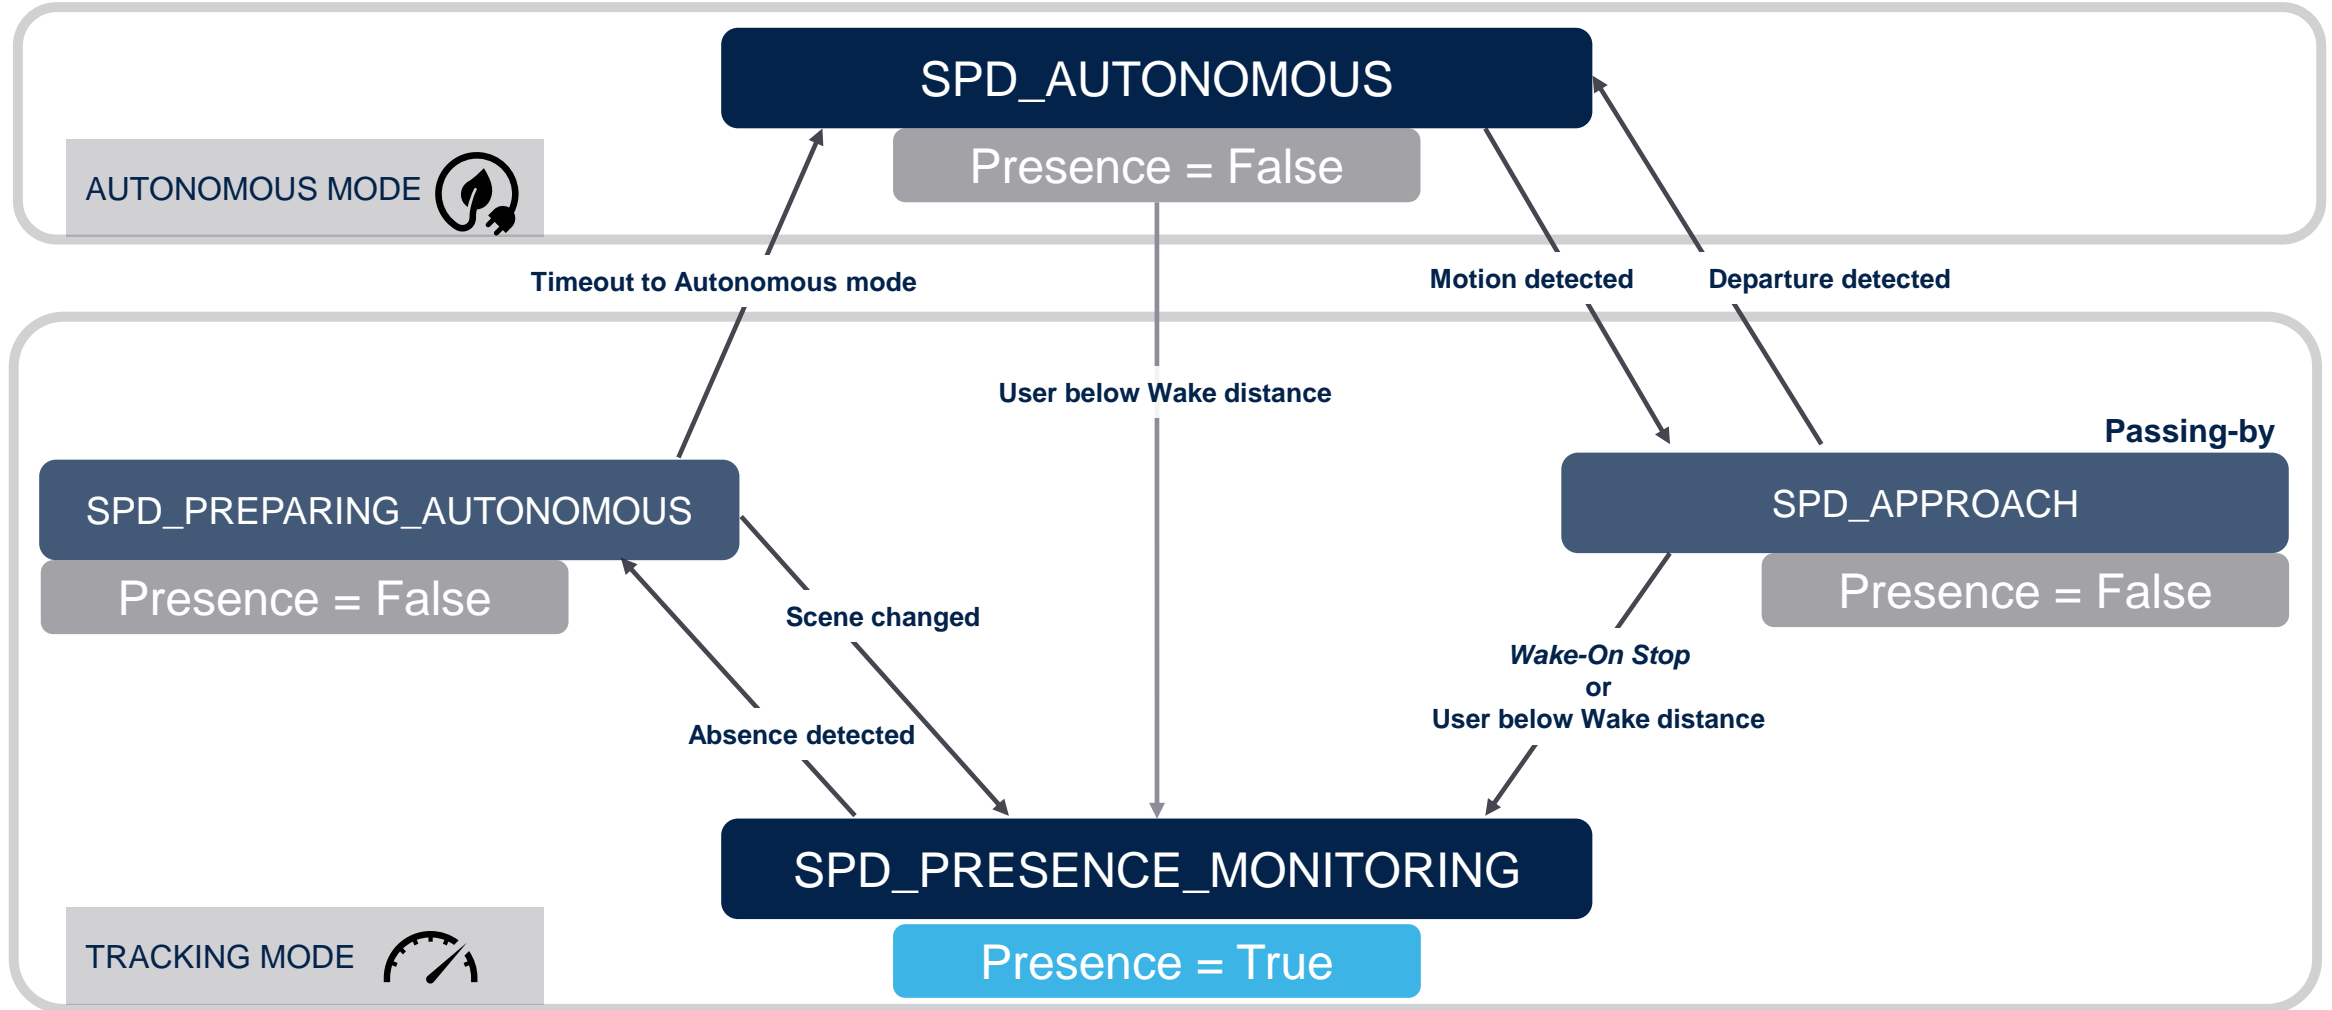 SPD_AUTONOMOUS
Presence = False
AUTONOMOUS MODE
Timeout to Autonomous mode
Motion detected
Departure detected
User below Wake distance
Passing-by
SPD_PREPARING_AUTONOMOUS
Presence = False
SPD_APPROACH
Presence = False
Scene changed
Wake-On Stop
or
User below Wake distance
Absence detected
SPD_PRESENCE_MONITORING
Presence = True
TRACKING MODE